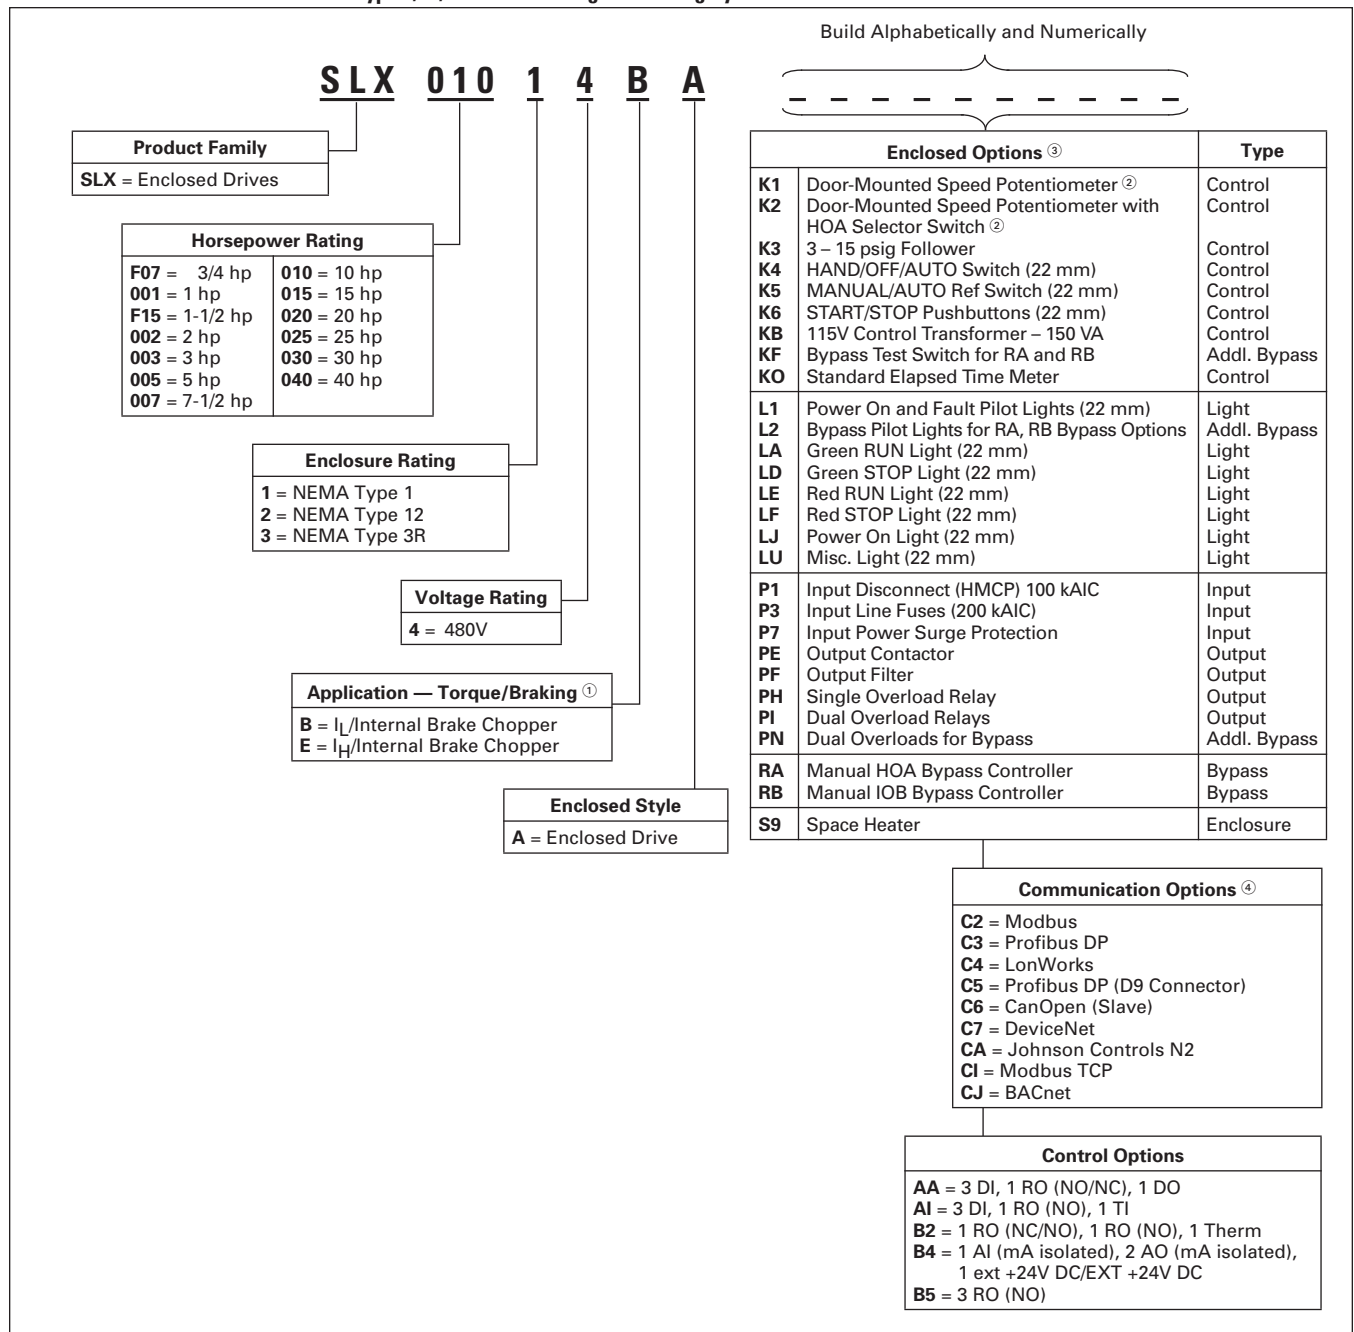 Build Alphabetically and Numerically
SLX 010 1 4 B A _ _ _ _ _ _ _ _ _ _
Product Family
SLX = Enclosed Drives
Horsepower Rating
F07 = 3/4 hp
001 = 1 hp
F15 = 1-1/2 hp
002 = 2 hp
003 = 3 hp
005 = 5 hp
007 = 7-1/2 hp
010 = 10 hp
015 = 15 hp
020 = 20 hp
025 = 25 hp
030 = 30 hp
040 = 40 hp
Enclosure Rating
1 = NEMA Type 1
2 = NEMA Type 12
3 = NEMA Type 3R
Voltage Rating
4 = 480V
Application — Torque/Braking ①
B = IL/Internal Brake Chopper
E = IH/Internal Brake Chopper
Enclosed Style
A = Enclosed Drive
Enclosed Options ③ Type
K1 Door-Mounted Speed Potentiometer ② Control
K2 Door-Mounted Speed Potentiometer with Control
HOA Selector Switch ②
K3 3 – 15 psig Follower Control
K4 HAND/OFF/AUTO Switch (22 mm) Control
K5 MANUAL/AUTO Ref Switch (22 mm) Control
K6 START/STOP Pushbuttons (22 mm) Control
KB 115V Control Transformer – 150 VA Control
KF Bypass Test Switch for RA and RB Addl. Bypass
KO Standard Elapsed Time Meter Control
L1 Power On and Fault Pilot Lights (22 mm) Light
L2 Bypass Pilot Lights for RA, RB Bypass Options Addl. Bypass
LA Green RUN Light (22 mm) Light
LD Green STOP Light (22 mm) Light
LE Red RUN Light (22 mm) Light
LF Red STOP Light (22 mm) Light
LJ Power On Light (22 mm) Light
LU Misc. Light (22 mm) Light
P1 Input Disconnect (HMCP) 100 kAIC Input
P3 Input Line Fuses (200 kAIC) Input
P7 Input Power Surge Protection Input
PE Output Contactor Output
PF Output Filter Output
PH Single Overload Relay Output
PI Dual Overload Relays Output
PN Dual Overloads for Bypass Addl. Bypass
RA Manual HOA Bypass Controller Bypass
RB Manual IOB Bypass Controller Bypass
S9 Space Heater Enclosure
Communication Options ④
C2 = Modbus
C3 = Profibus DP
C4 = LonWorks
C5 = Profibus DP (D9 Connector)
C6 = CanOpen (Slave)
C7 = DeviceNet
CA = Johnson Controls N2
CI = Modbus TCP
CJ = BACnet
Control Options
AA = 3 DI, 1 RO (NO/NC), 1 DO
AI = 3 DI, 1 RO (NO), 1 TI
B2 = 1 RO (NC/NO), 1 RO (NO), 1 Therm
B4 = 1 AI (mA isolated), 2 AO (mA isolated),
1 ext +24V DC/EXT +24V DC
B5 = 3 RO (NO)